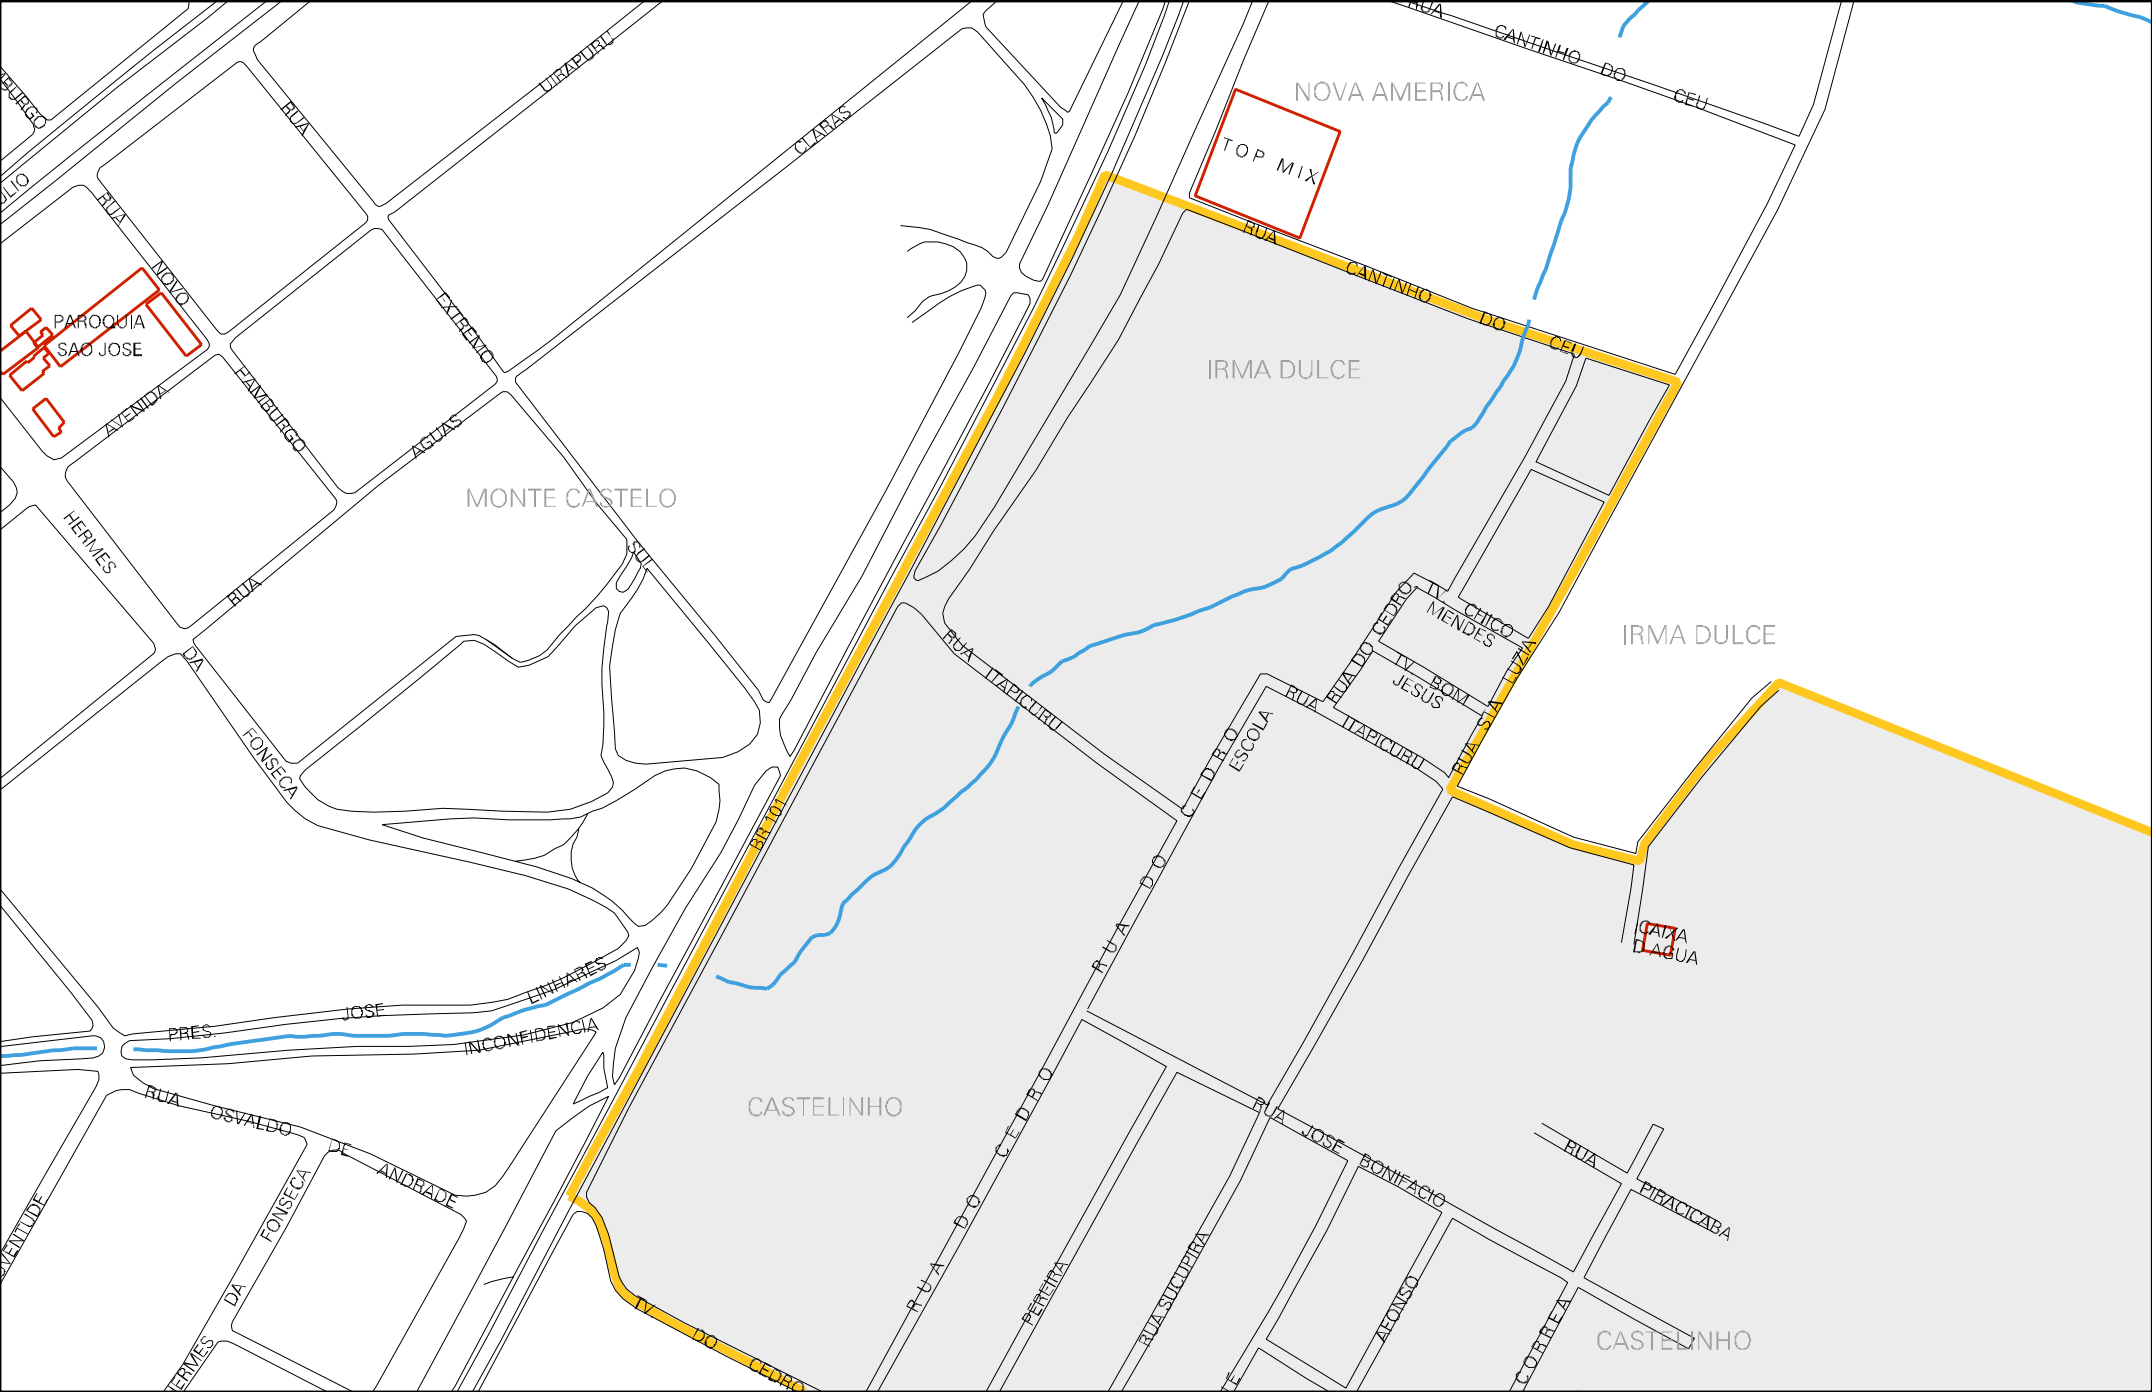 RUA
CANTINHO
DO
CEU
NOVA AMERICA
UIRAPURU
RUA
CLARAS
TOP MIX
RUA
NOVO
HAMBURGO
EXTREMO
SUL
PAROQUIA
SAO JOSE
AVENIDA
HERMES
DA
FONSECA
RUA
AGUAS
MONTE CASTELO
RUA
CANTINHO
DO
CEU
IRMA DULCE
IRMA DULCE
TV
CHICO
MENDES
RUA DO CEDRO
TV
BOM
JESUS
RUA STA LUZIA
RUA
ITAPICURU
RUA
ITAPICURU
ESCOLA
BR 101
RUA DO CEDRO
CAIXA
D'AGUA
PRES.
JOSE
LINHARES
INCONFIDENCIA
RUA
OSVALDO
DE
ANDRADE
CASTELINHO
RUA DO CEDRO
RUA
JOSE
BONIFACIO
RUA
PIRACICABA
HERMES
DA
FONSECA
PEREIRA
RUA SUCUPIRA
AFONSO
CORREA
CASTELINHO
TV.
DO
CEDRO